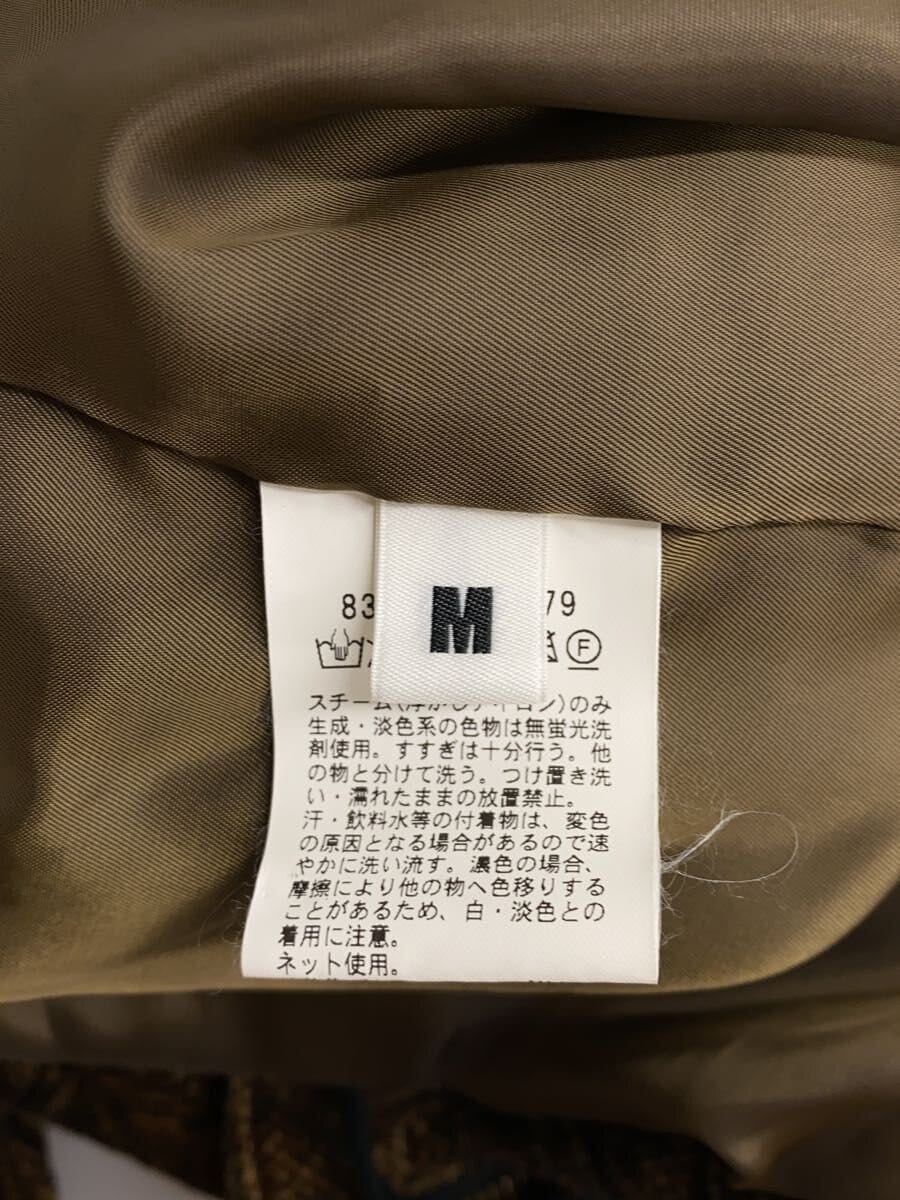 M
83
79
F
スチーム(浮かしアイロン)のみ
生成・淡色系の色物は無蛍光洗
剤使用。すすぎは十分行う。他
の物と分けて洗う。つけ置き洗
い・濡れたままの放置禁止。
汗・飲料水等の付着物は、変色
の原因となる場合があるので速
やかに洗い流す。濃色の場合、
摩擦により他の物へ色移りする
ことがあるため、白・淡色との
着用に注意。
ネット使用。